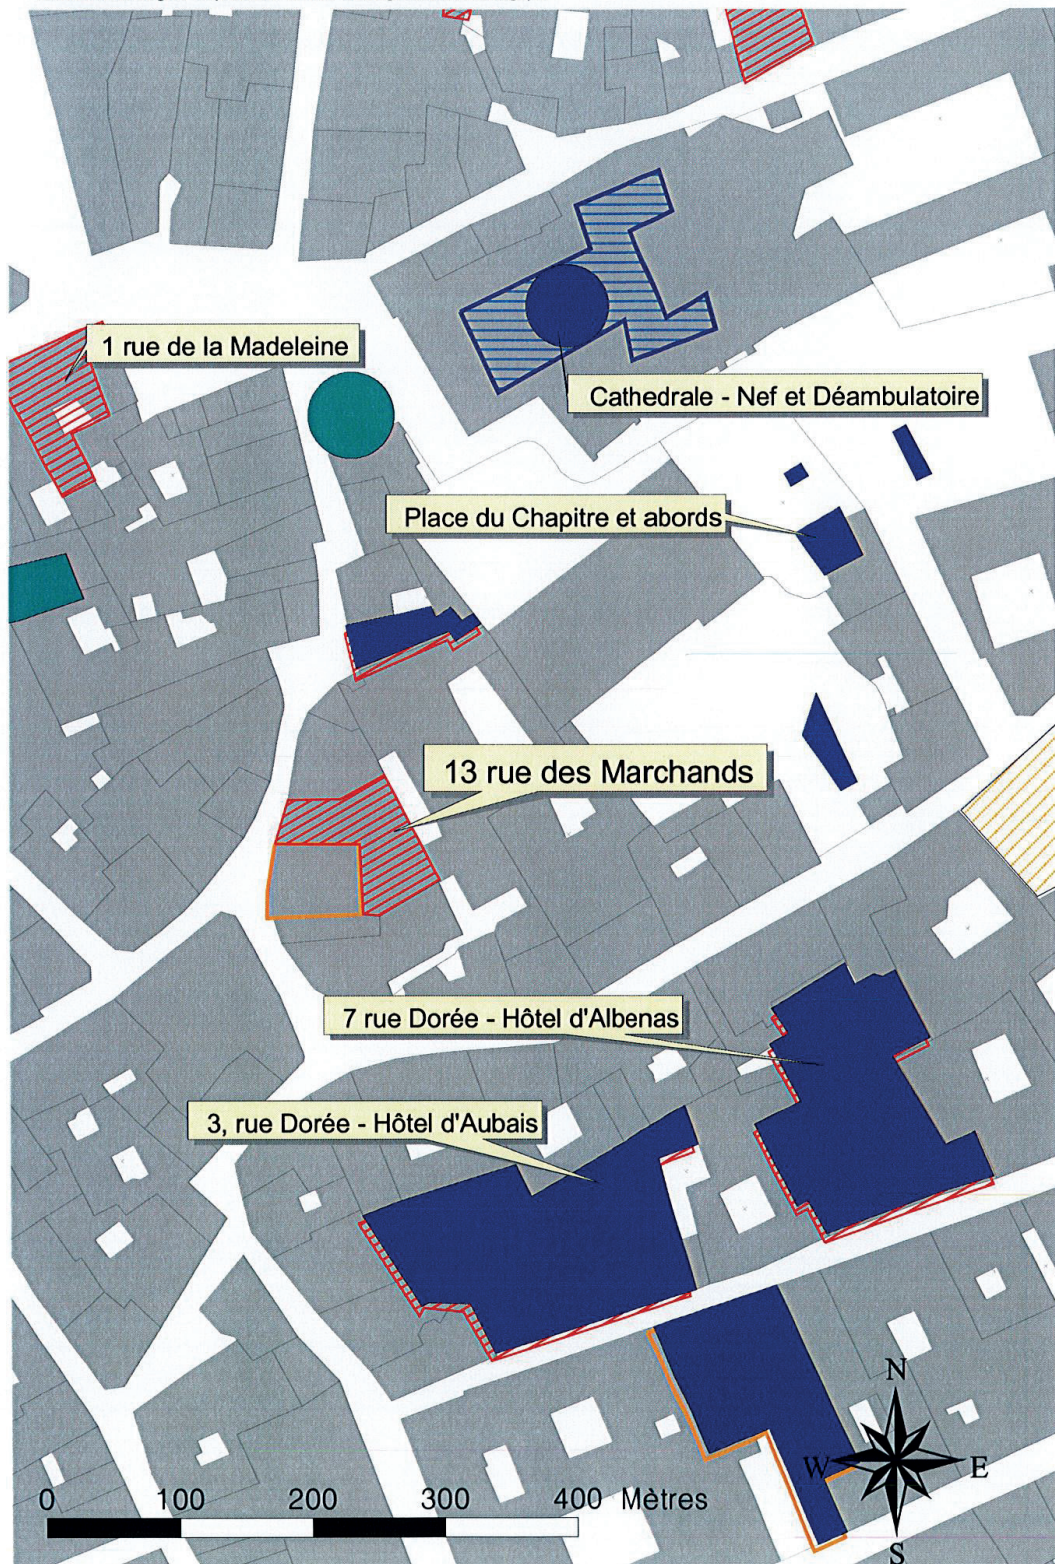 1 rue de la Madeleine
Cathedrale - Nef et Déambulatoire
Place du Chapitre et abords
13 rue des Marchands
7 rue Dorée - Hôtel d'Albenas
3, rue Dorée - Hôtel d'Aubais
N
W E
S
0 100 200 300 400 Mètres